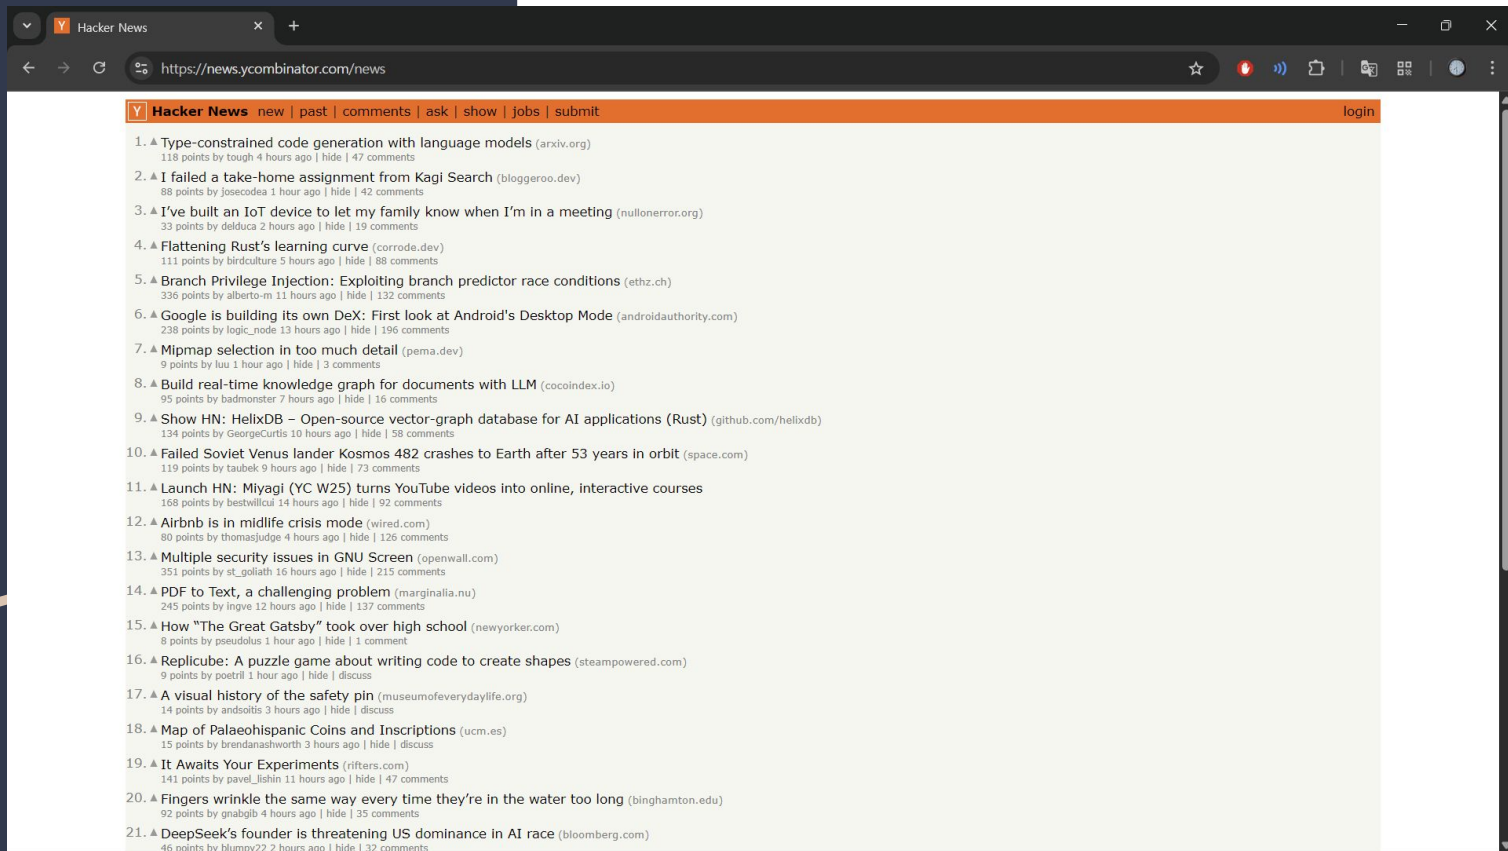 Hacker News
https://news.ycombinator.com/news
Y Hacker News new | past | comments | ask | show | jobs | submit login
1. Type-constrained code generation with language models (arxiv.org)
118 points by tough 4 hours ago | hide | 47 comments
2. I failed a take-home assignment from Kagi Search (bloggeroo.dev)
88 points by josecodea 1 hour ago | hide | 42 comments
3. I’ve built an IoT device to let my family know when I’m in a meeting (nullonerror.org)
33 points by delduca 2 hours ago | hide | 19 comments
4. Flattening Rust’s learning curve (corrode.dev)
111 points by birdculture 5 hours ago | hide | 88 comments
5. Branch Privilege Injection: Exploiting branch predictor race conditions (ethz.ch)
336 points by alberto-m 11 hours ago | hide | 132 comments
6. Google is building its own DeX: First look at Android's Desktop Mode (androidauthority.com)
238 points by logic_node 13 hours ago | hide | 196 comments
7. Mipmap selection in too much detail (pema.dev)
9 points by luu 1 hour ago | hide | 3 comments
8. Build real-time knowledge graph for documents with LLM (cocoindex.io)
95 points by badmonster 7 hours ago | hide | 16 comments
9. Show HN: HelixDB – Open-source vector-graph database for AI applications (Rust) (github.com/helixdb)
134 points by GeorgeCurtis 10 hours ago | hide | 58 comments
10. Failed Soviet Venus lander Kosmos 482 crashes to Earth after 53 years in orbit (space.com)
119 points by taubek 9 hours ago | hide | 73 comments
11. Launch HN: Miyagi (YC W25) turns YouTube videos into online, interactive courses
168 points by bestwillcui 14 hours ago | hide | 92 comments
12. Airbnb is in midlife crisis mode (wired.com)
80 points by thomasjudge 4 hours ago | hide | 126 comments
13. Multiple security issues in GNU Screen (openwall.com)
351 points by st_goliath 16 hours ago | hide | 215 comments
14. PDF to Text, a challenging problem (marginalia.nu)
245 points by ingve 12 hours ago | hide | 137 comments
15. How “The Great Gatsby” took over high school (newyorker.com)
8 points by pseudolus 1 hour ago | hide | 1 comment
16. Replicube: A puzzle game about writing code to create shapes (steampowered.com)
9 points by poetril 1 hour ago | hide | discuss
17. A visual history of the safety pin (museumofeverydaylife.org)
14 points by andsoitis 3 hours ago | hide | discuss
18. Map of Palaeohispanic Coins and Inscriptions (ucm.es)
15 points by brendanashworth 3 hours ago | hide | discuss
19. It Awaits Your Experiments (rifters.com)
141 points by pavel_lishin 11 hours ago | hide | 47 comments
20. Fingers wrinkle the same way every time they’re in the water too long (binghamton.edu)
92 points by gnabgib 4 hours ago | hide | 35 comments
21. DeepSeek’s founder is threatening US dominance in AI race (bloomberg.com)
46 points by blumpy22 2 hours ago | hide | 32 comments